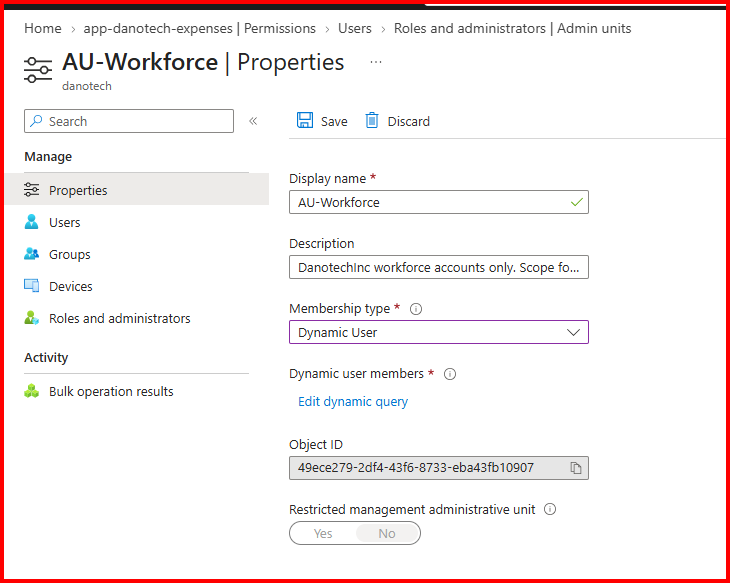 Home > app-danotech-expenses | Permissions > Users > Roles and administrators | Admin units
AU-Workforce | Properties ...
danotech
Search «
Save Discard
Manage
Properties
Users
Groups
Devices
Roles and administrators
Activity
Bulk operation results
Display name *
AU-Workforce
Description
DanotechInc workforce accounts only. Scope fo...
Membership type *
Dynamic User
Dynamic user members *
Edit dynamic query
Object ID
49ece279-2df4-43f6-8733-eba43fb10907
Restricted management administrative unit
Yes No